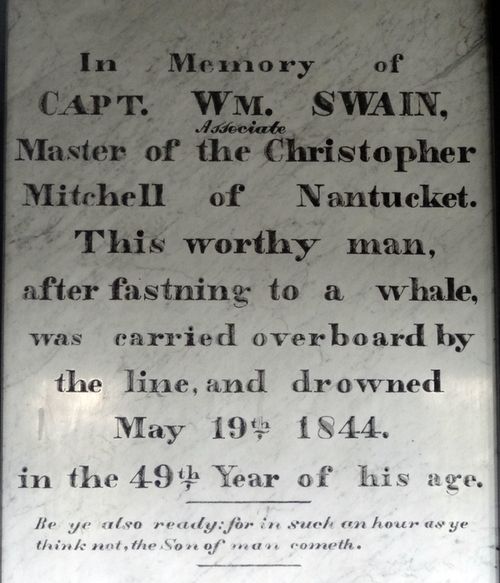 In Memory of
CAPT. WM. SWAIN,
Associate
Master of the Christopher
Mitchell of Nantucket.
This worthy man,
after fastning to a whale,
was carried overboard by
the line, and drowned
May 19th 1844.
in the 49th Year of his age.
Be ye also ready: for in such an hour as ye
think not, the Son of man cometh.